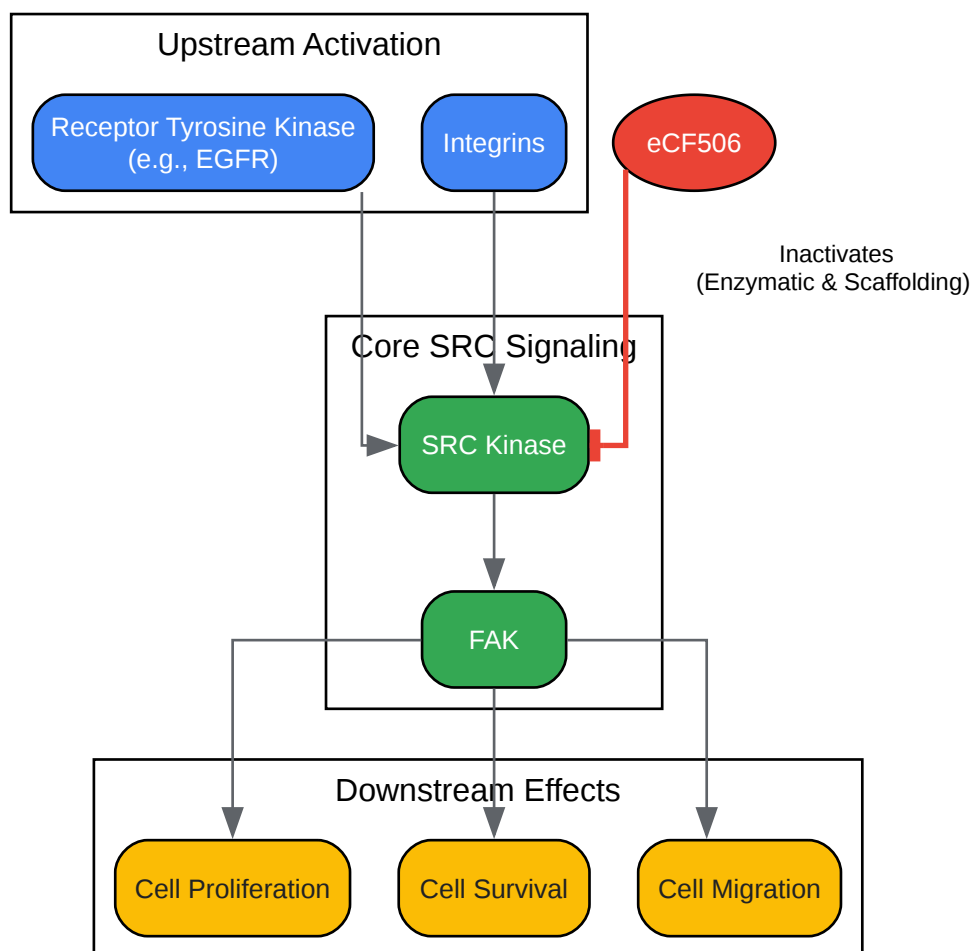 Upstream Activation
Receptor Tyrosine Kinase
(e.g., EGFR)
Integrins
eCF506
Inactivates
(Enzymatic & Scaffolding)
Core SRC Signaling
SRC Kinase
FAK
Downstream Effects
Cell Proliferation
Cell Survival
Cell Migration